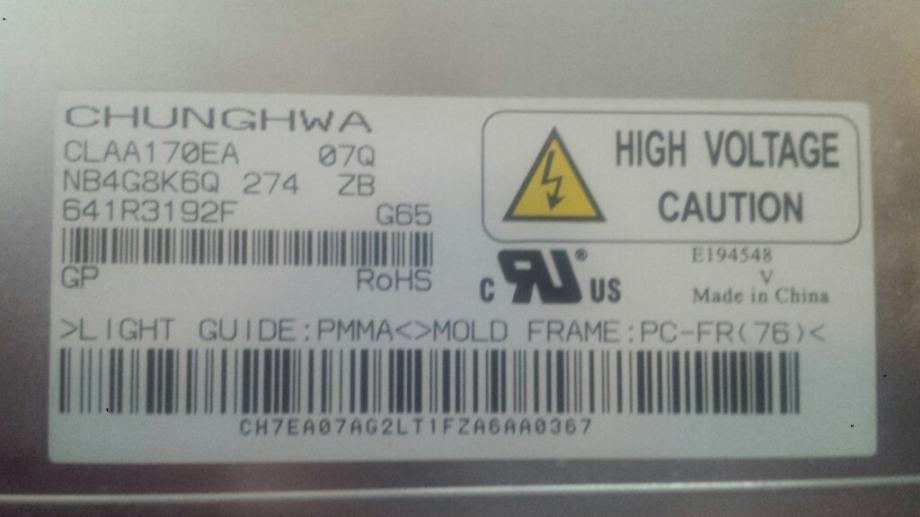 CHUNGHWA
CLAA170EA 07Q
NB4G8K6Q 274 ZB
641R3192F G65
GP RoHS
HIGH VOLTAGE
CAUTION
C RU ® US
E194548
V
Made in China
>LIGHT GUIDE:PMMA<>MOLD FRAME:PC-FR(76)<
CH7EA07AG2LT1FZA6AA0367